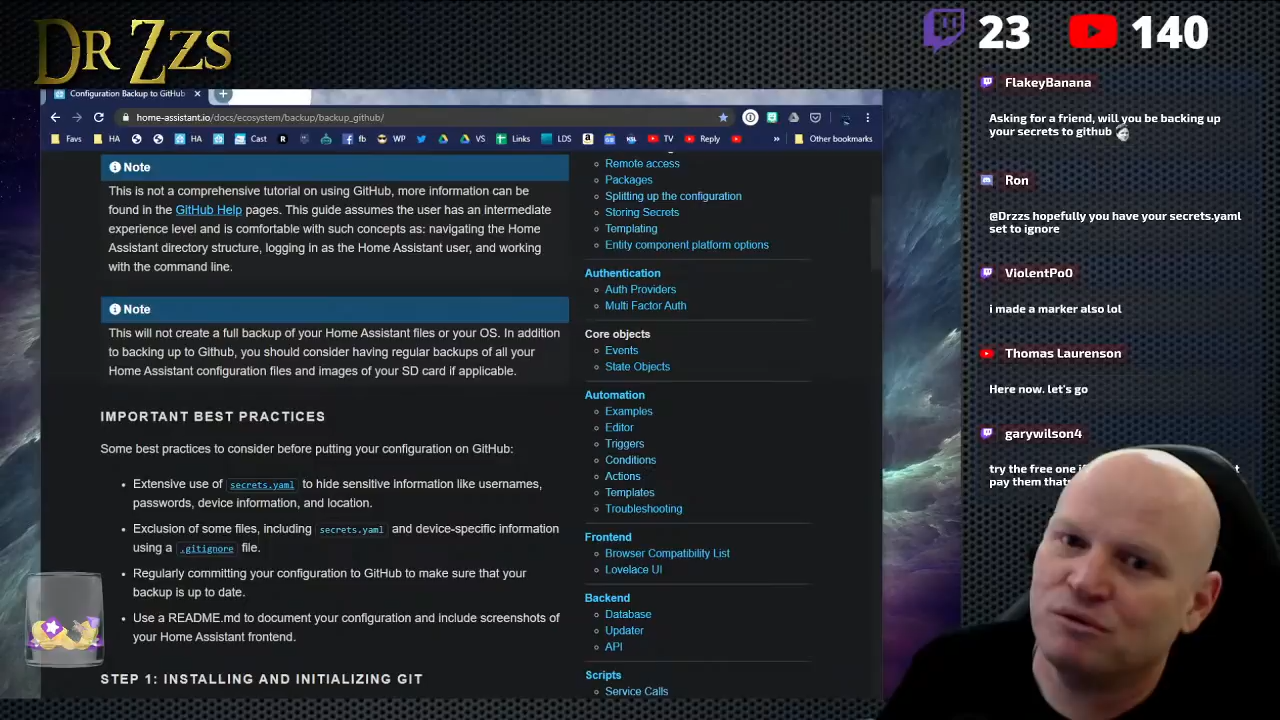 DR ZZS
23
140
Configuration Backup to GitHub
home-assistant.io/docs/ecosystem/backup/backup_github/
Favs
HA
HA
Cast
fb
WP
VS
Links
LDS
TV
Reply
»
Other bookmarks
Note
This is not a comprehensive tutorial on using GitHub, more information can be
found in the GitHub Help pages. This guide assumes the user has an intermediate
experience level and is comfortable with such concepts as: navigating the Home
Assistant directory structure, logging in as the Home Assistant user, and working
with the command line.
Note
This will not create a full backup of your Home Assistant files or your OS. In addition
to backing up to Github, you should consider having regular backups of all your
Home Assistant configuration files and images of your SD card if applicable.
IMPORTANT BEST PRACTICES
Some best practices to consider before putting your configuration on GitHub:
Extensive use of secrets.yaml to hide sensitive information like usernames,
passwords, device information, and location.
Exclusion of some files, including secrets.yaml and device-specific information
using a .gitignore file.
Regularly committing your configuration to GitHub to make sure that your
backup is up to date.
Use a README.md to document your configuration and include screenshots of
your Home Assistant frontend.
STEP 1: INSTALLING AND INITIALIZING GIT
Remote access
Packages
Splitting up the configuration
Storing Secrets
Templating
Entity component platform options
Authentication
Auth Providers
Multi Factor Auth
Core objects
Events
State Objects
Automation
Examples
Editor
Triggers
Conditions
Actions
Templates
Troubleshooting
Frontend
Browser Compatibility List
Lovelace UI
Backend
Database
Updater
API
Scripts
Service Calls
FlakeyBanana
Asking for a friend, will you be backing up
your secrets to github
Ron
@Drzzs hopefully you have your secrets.yaml
set to ignore
ViolentPo0
i made a marker also lol
Thomas Laurenson
Here now. let's go
garywilson4
try the free one
pay them thats